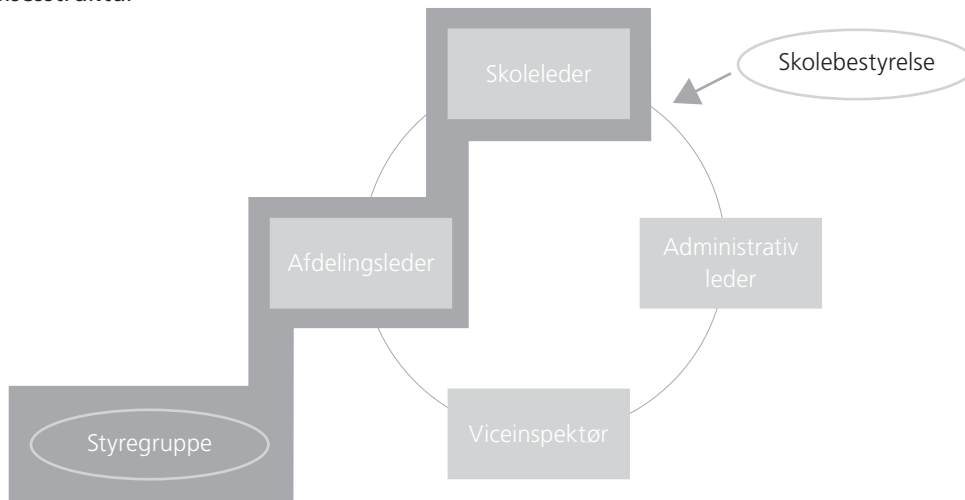 Skoleleder
Skolebestyrelse
Afdelingsleder
Administrativ
leder
Styregruppe
Viceinspektør